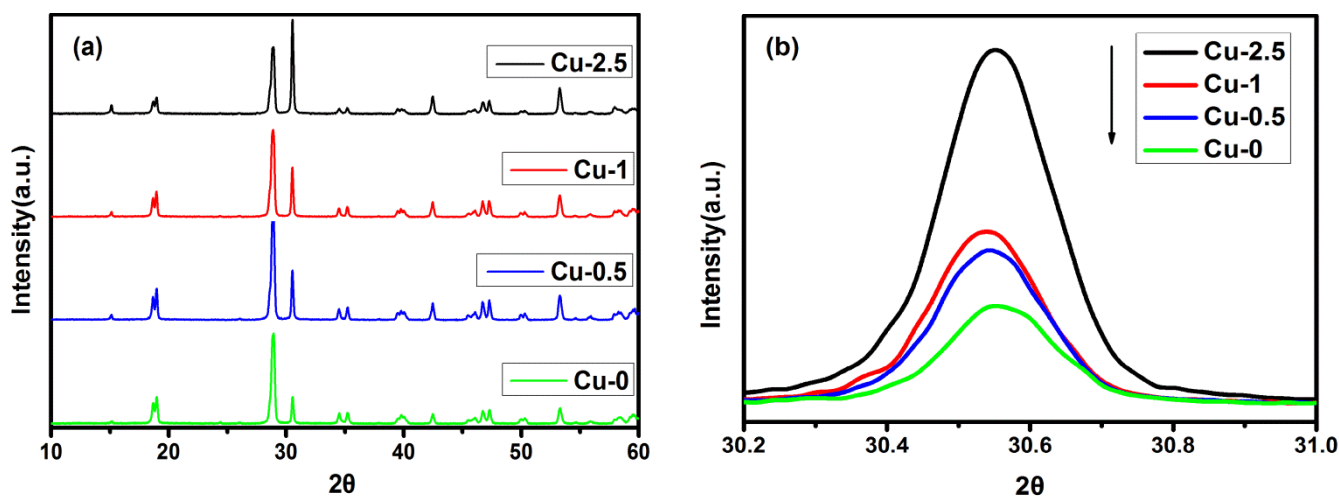 (a)
Cu-2.5
Cu-1
Cu-0.5
Cu-0
Intensity(a.u.)
10 20 30 40 50 60
2θ
(b)
Cu-2.5
Cu-1
Cu-0.5
Cu-0
Intensity(a.u.)
30.2 30.4 30.6 30.8 31.0
2θ